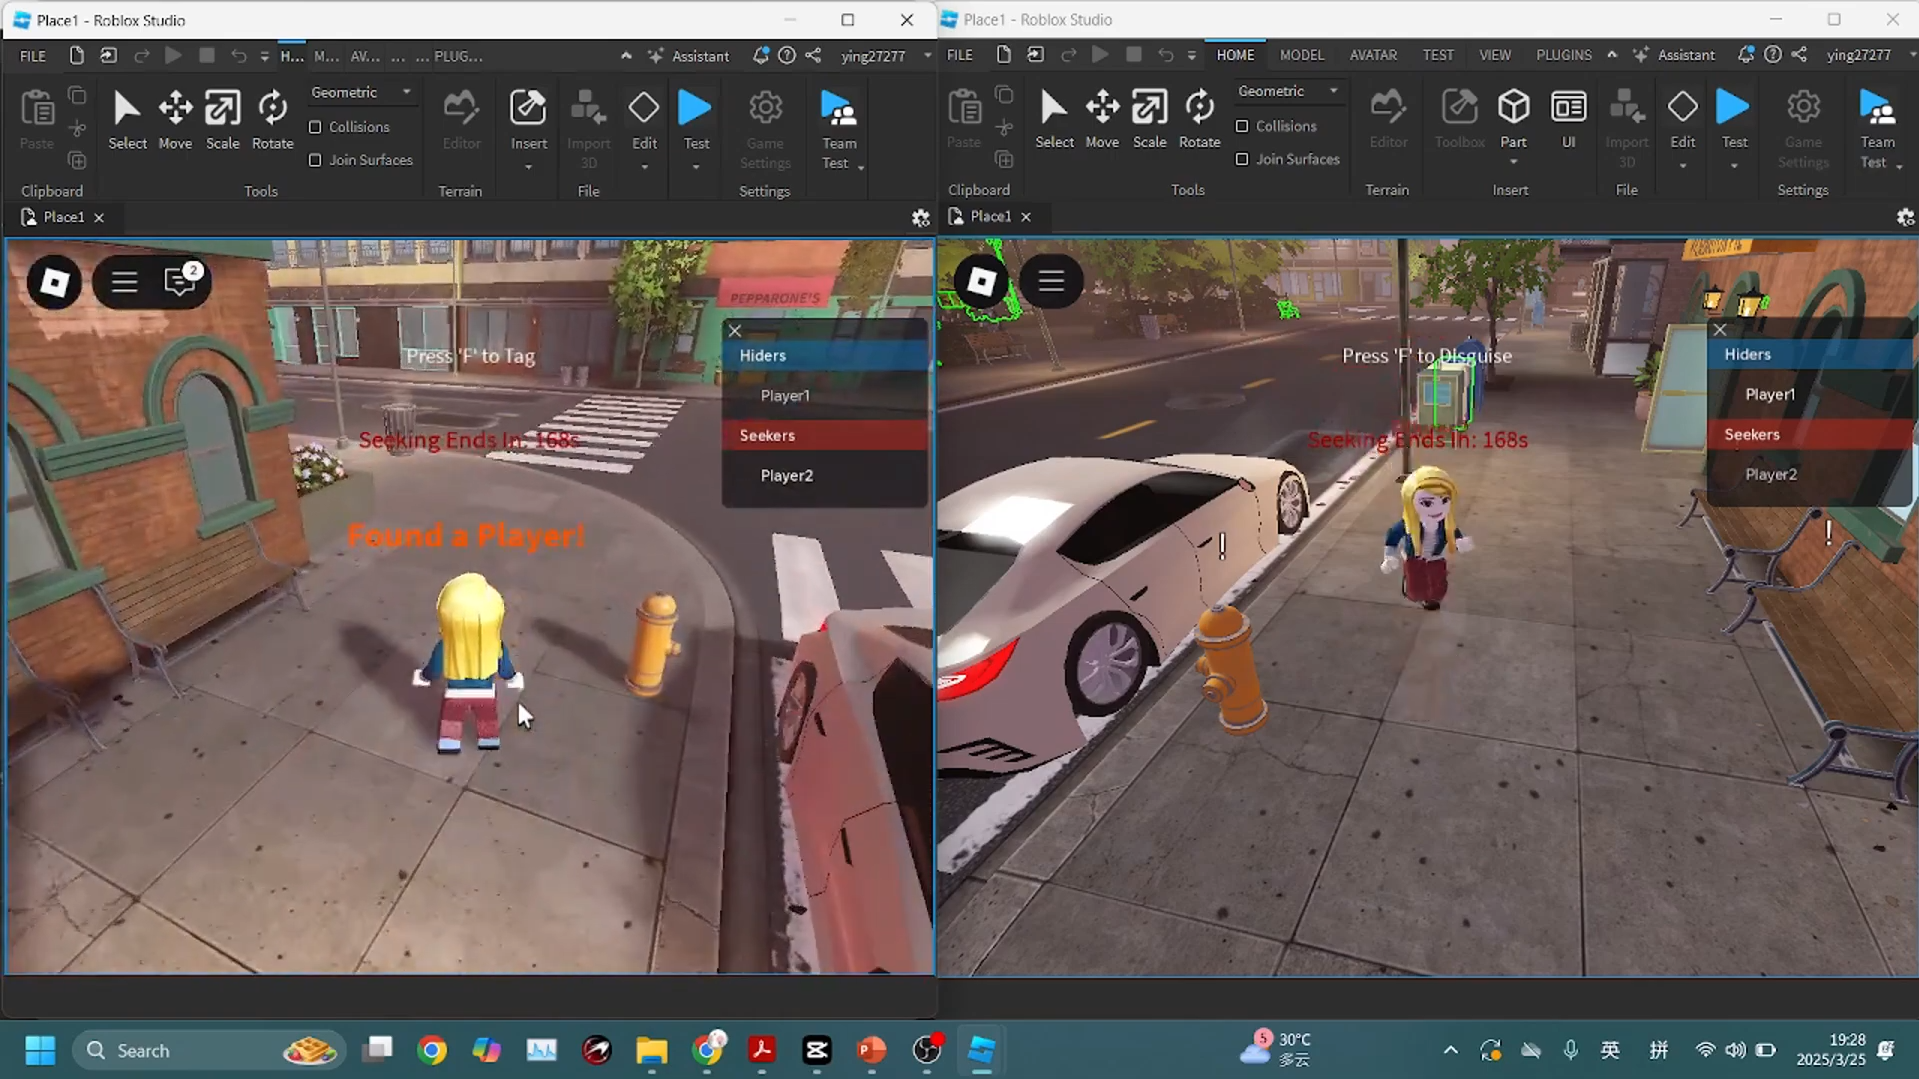 Place1 - Roblox Studio
FILE
H...
M...
AV...
...
...
PLUG...
Assistant
ying27277
Paste
Select
Move
Scale
Rotate
Geometric
Collisions
Join Surfaces
Editor
Insert
Import
3D
Edit
Test
Game
Settings
Team
Test
Clipboard
Tools
Terrain
File
Settings
Place1
2
PEPPARONE'S
Press 'F' to Tag
Seeking Ends In: 168s
Found a Player!
Hiders
Player1
Seekers
Player2
Place1 - Roblox Studio
FILE
HOME
MODEL
AVATAR
TEST
VIEW
PLUGINS
Assistant
ying27277
Paste
Select
Move
Scale
Rotate
Geometric
Collisions
Join Surfaces
Editor
Toolbox
Part
UI
Import
3D
Edit
Test
Game
Settings
Team
Test
Clipboard
Tools
Terrain
Insert
File
Settings
Place1
Press 'F' to DIsguise
Seeking Ends In: 168s
!
!
Hiders
Player1
Seekers
Player2
Search
5
30°C
多云
英
拼
19:28
2025/3/25